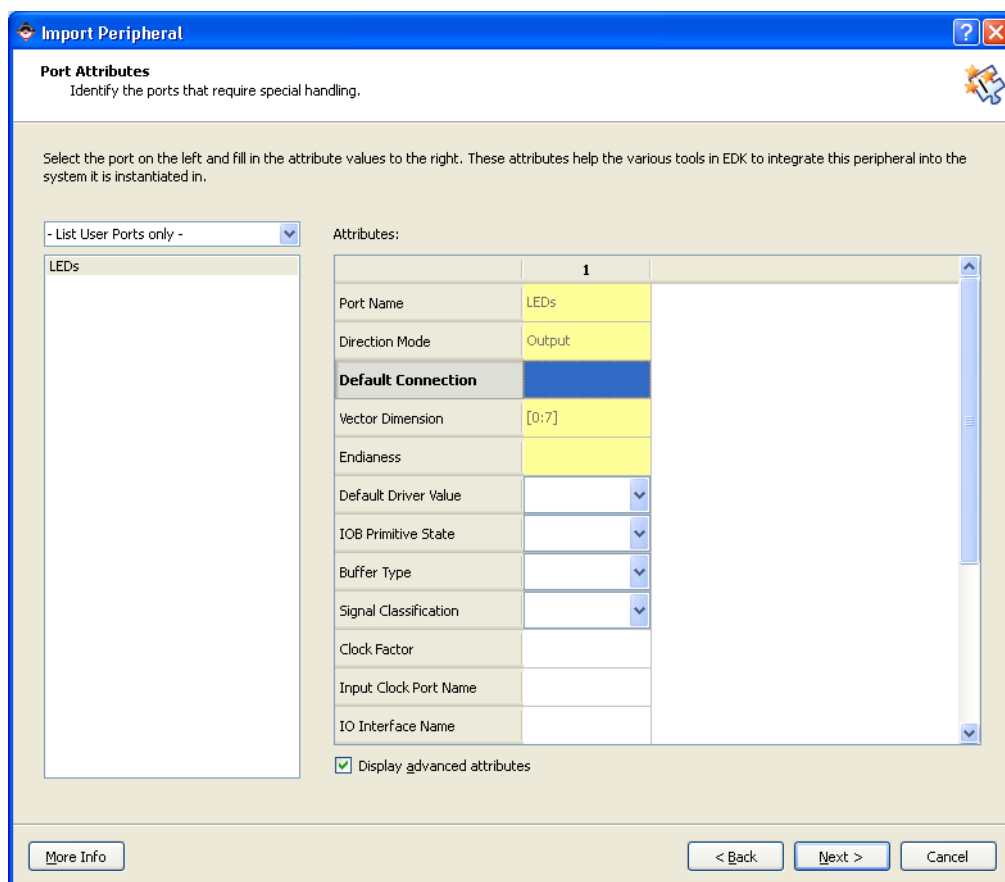 Import Peripheral
?
Port Attributes
Identify the ports that require special handling.
Select the port on the left and fill in the attribute values to the right. These attributes help the various tools in EDK to integrate this peripheral into the
system it is instantiated in.
- List User Ports only -
Attributes:
LEDs
1
Port Name LEDs
Direction Mode Output
Default Connection
Vector Dimension [0:7]
Endianess
Default Driver Value
IOB Primitive State
Buffer Type
Signal Classification
Clock Factor
Input Clock Port Name
IO Interface Name
Display advanced attributes
More Info
< Back
Next >
Cancel